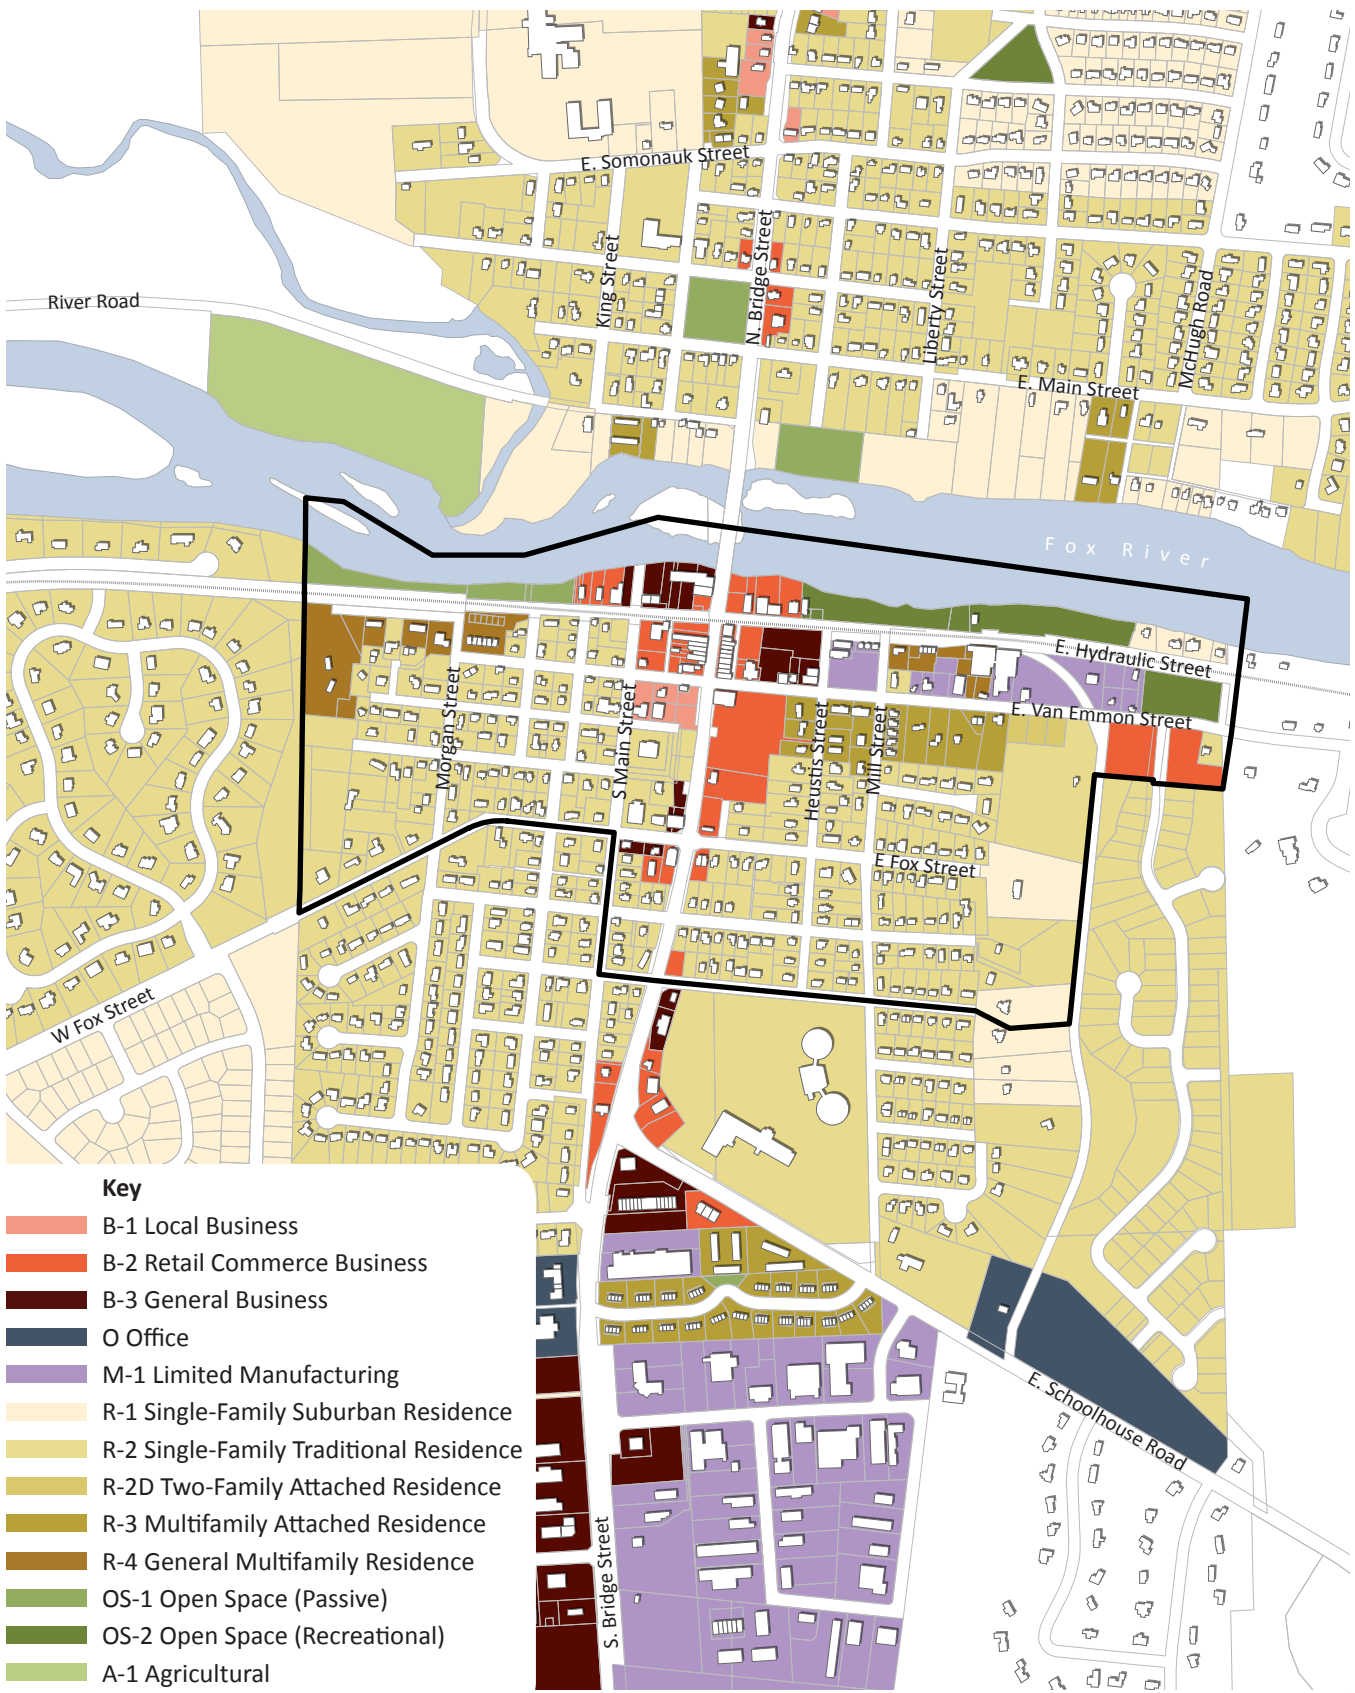 E. Somonauk Street
N. Bridge Street
King Street
Liberty Street
McHugh Road
River Road
E. Main Street
Fox River
E. Hydraulic Street
E. Van Emmon Street
Morgan Street
S Main Street
Heustis Street
Mill Street
E Fox Street
W Fox Street
E. Schoolhouse Road
S. Bridge Street
Key
B-1 Local Business
B-2 Retail Commerce Business
B-3 General Business
O Office
M-1 Limited Manufacturing
R-1 Single-Family Suburban Residence
R-2 Single-Family Traditional Residence
R-2D Two-Family Attached Residence
R-3 Multifamily Attached Residence
R-4 General Multifamily Residence
OS-1 Open Space (Passive)
OS-2 Open Space (Recreational)
A-1 Agricultural